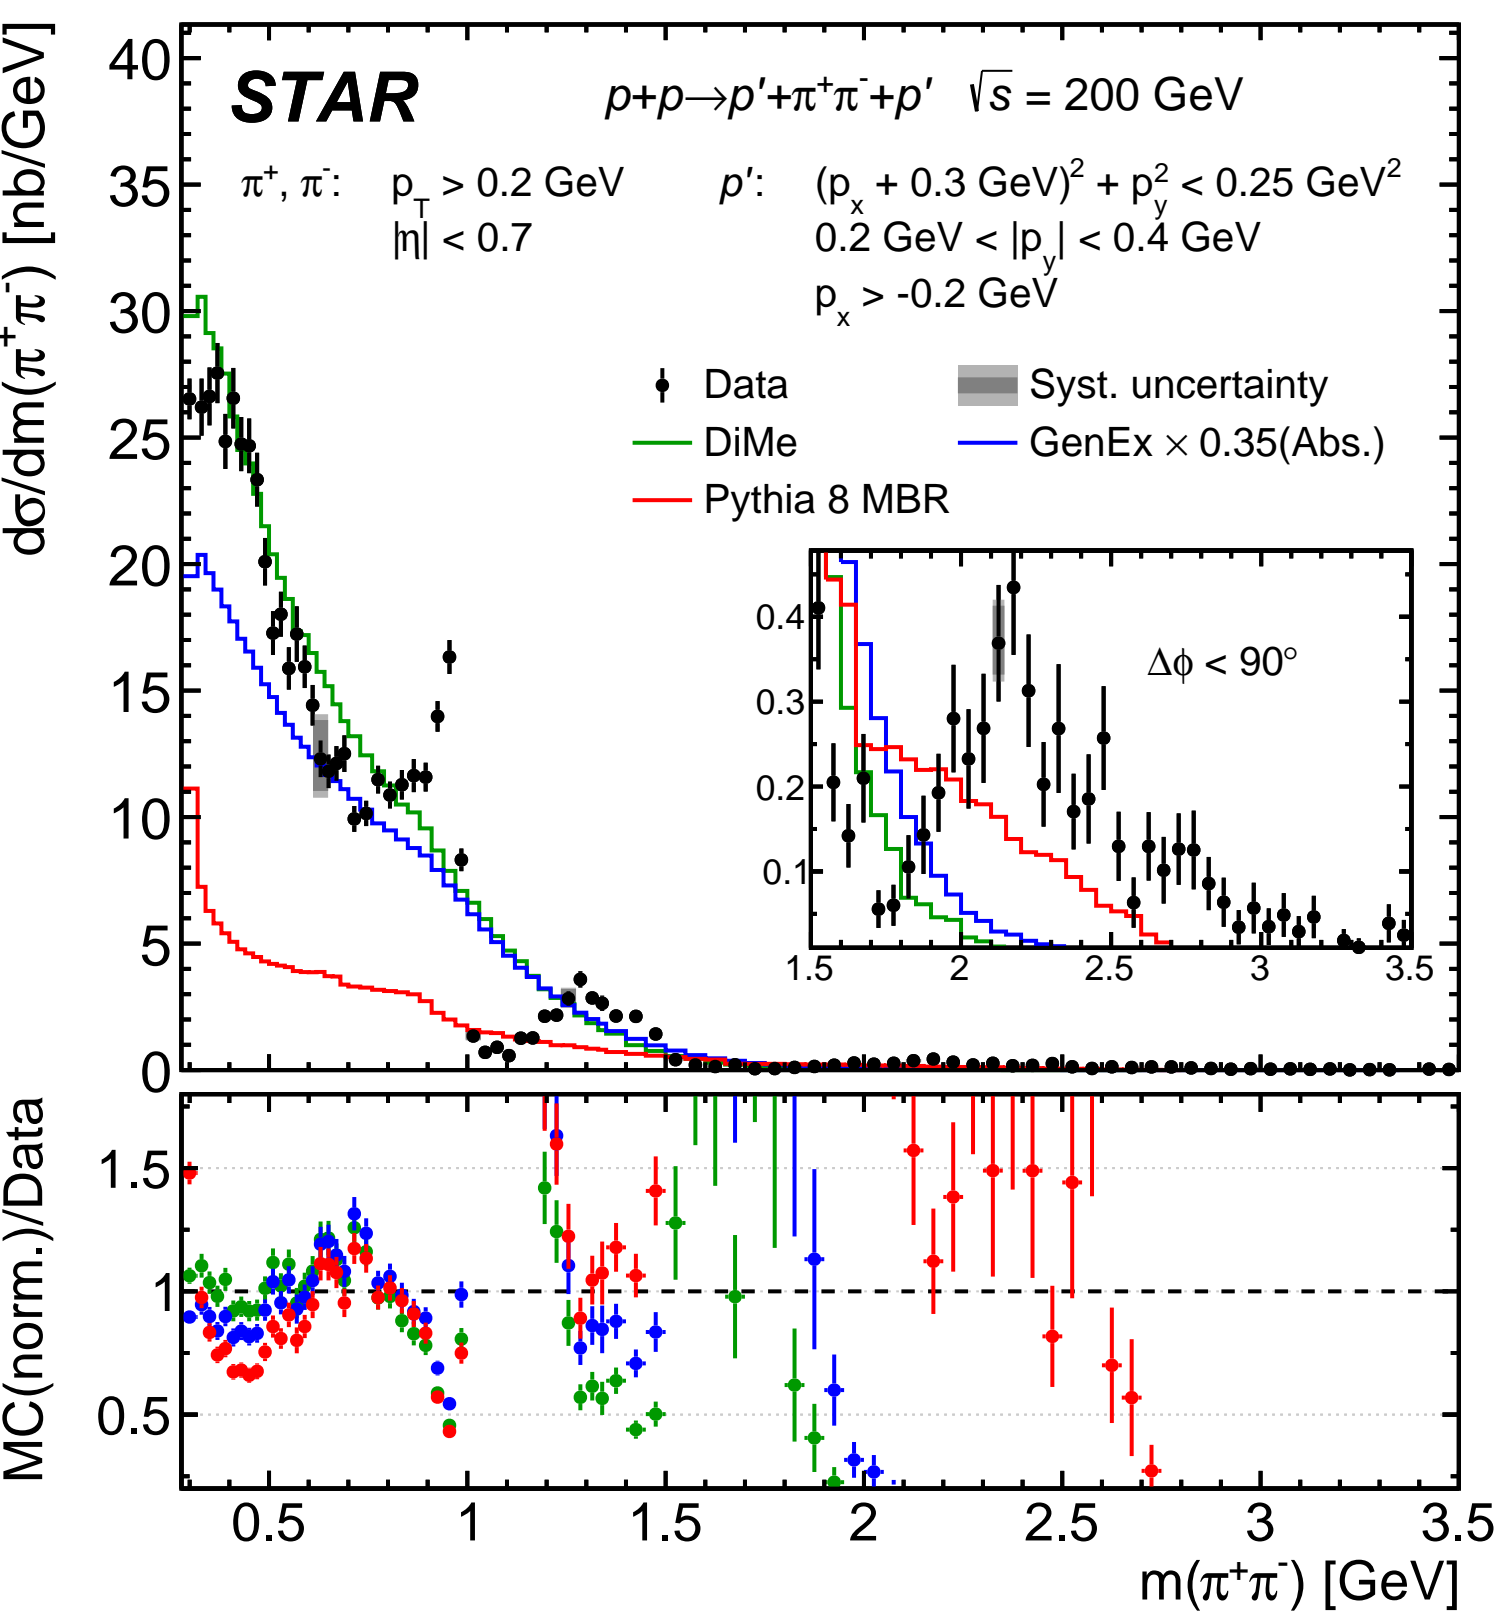 STAR p+p→p′+π⁺π⁻+p′ √s = 200 GeV
π⁺, π⁻: p_T > 0.2 GeV p′: (p_x + 0.3 GeV)² + p_y² < 0.25 GeV²
|η| < 0.7 0.2 GeV < |p_y| < 0.4 GeV
p_x > -0.2 GeV
Data Syst. uncertainty
DiMe GenEx × 0.35(Abs.)
Pythia 8 MBR
dσ/dm(π⁺π⁻) [nb/GeV]
40
35
30
25
20
15
10
5
0
Δϕ < 90°
0.4
0.3
0.2
0.1
1.5 2 2.5 3 3.5
MC(norm.)/Data
1.5
1
0.5
0.5 1 1.5 2 2.5 3 3.5
m(π⁺π⁻) [GeV]